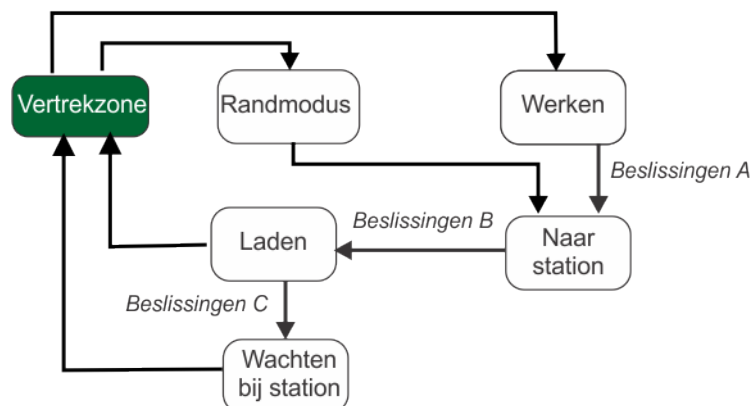 Vertrekzone
Randmodus
Werken
Beslissingen A
Beslissingen B
Laden
Naar
station
Beslissingen C
Wachten
bij station